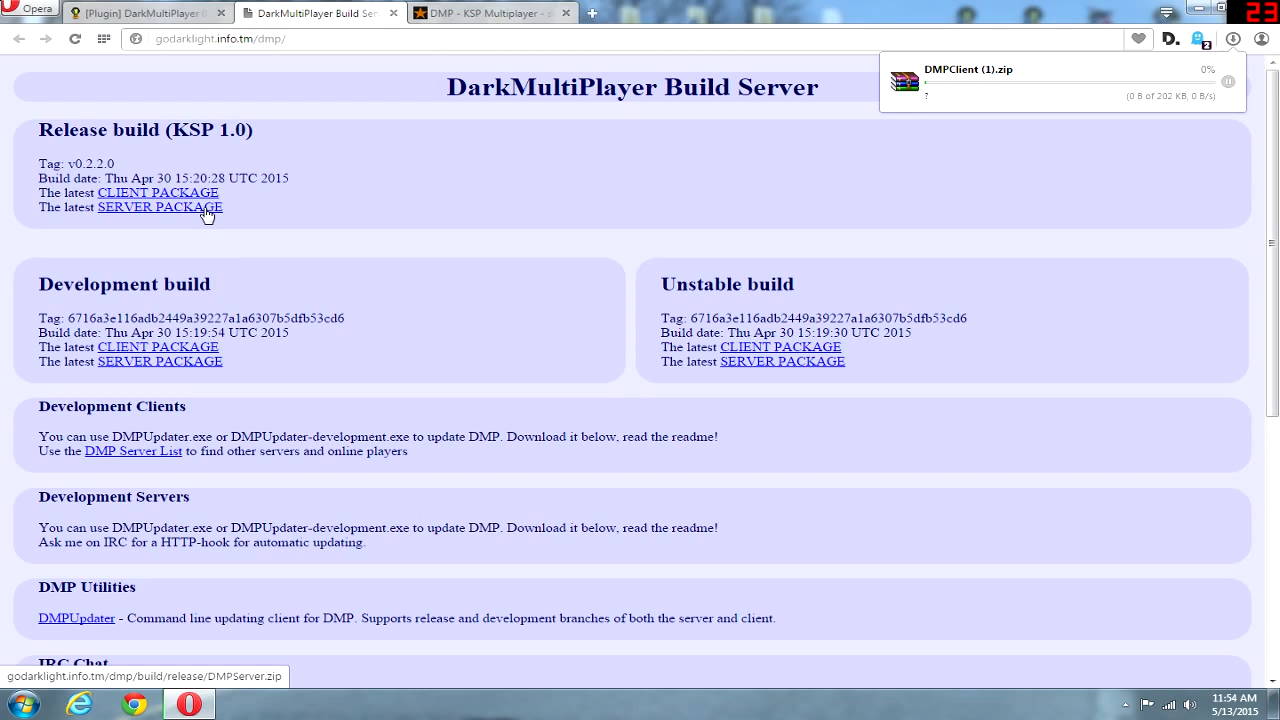 Opera
[Plugin] DarkMultiPlayer
DarkMultiPlayer Build Ser
DMP - KSP Multiplayer -
23
godarklight.info.tm/dmp/
D.
2
DMPClient (1).zip
0%
?
(0 B of 202 KB, 0 B/s)
DarkMultiPlayer Build Server
Release build (KSP 1.0)
Tag: v0.2.2.0
Build date: Thu Apr 30 15:20:28 UTC 2015
The latest CLIENT PACKAGE
The latest SERVER PACKAGE
Development build
Tag: 6716a3e116adb2449a39227a1a6307b5dfb53cd6
Build date: Thu Apr 30 15:19:54 UTC 2015
The latest CLIENT PACKAGE
The latest SERVER PACKAGE
Unstable build
Tag: 6716a3e116adb2449a39227a1a6307b5dfb53cd6
Build date: Thu Apr 30 15:19:30 UTC 2015
The latest CLIENT PACKAGE
The latest SERVER PACKAGE
Development Clients
You can use DMPUpdater.exe or DMPUpdater-development.exe to update DMP. Download it below, read the readme!
Use the DMP Server List to find other servers and online players
Development Servers
You can use DMPUpdater.exe or DMPUpdater-development.exe to update DMP. Download it below, read the readme!
Ask me on IRC for a HTTP-hook for automatic updating.
DMP Utilities
DMPUpdater - Command line updating client for DMP. Supports release and development branches of both the server and client.
IRC Chat
godarklight.info.tm/dmp/build/release/DMPServer.zip
11:54 AM
5/13/2015